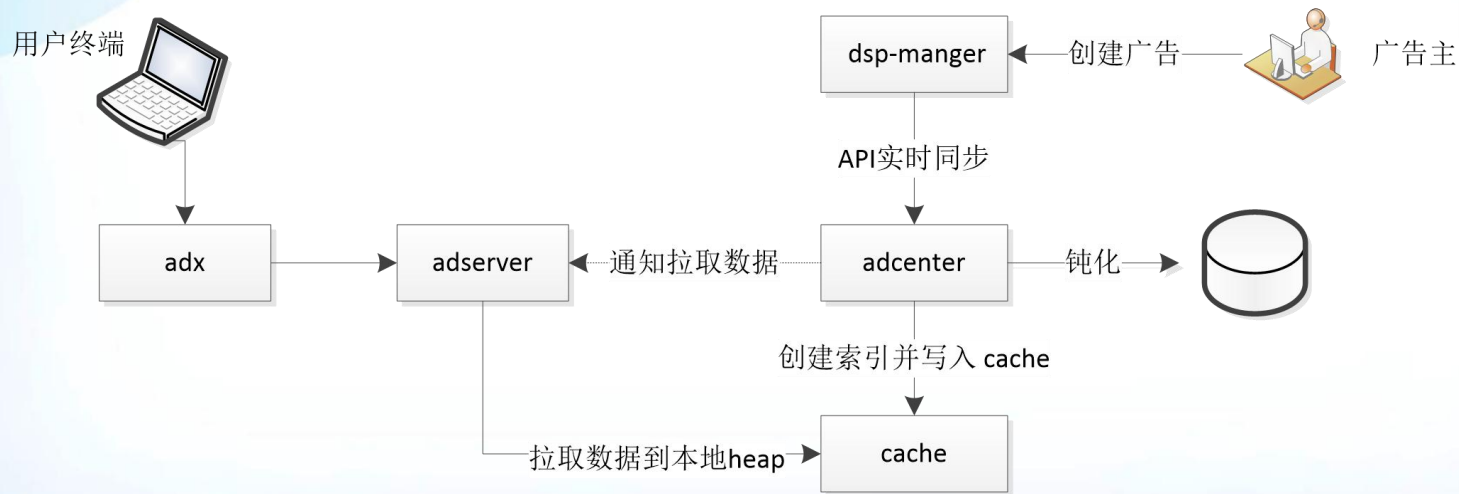 用户终端
dsp-manger
创建广告
广告主
API实时同步
adx
adserver
通知拉取数据
adcenter
钝化
创建索引并写入 cache
拉取数据到本地heap
cache